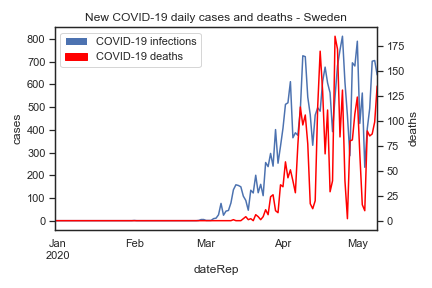 New COVID-19 daily cases and deaths - Sweden
COVID-19 infections
COVID-19 deaths
cases
800
700
600
500
400
300
200
100
0
175
150
125
100
75
50
25
0
deaths
Jan
2020
Feb
Mar
Apr
May
dateRep